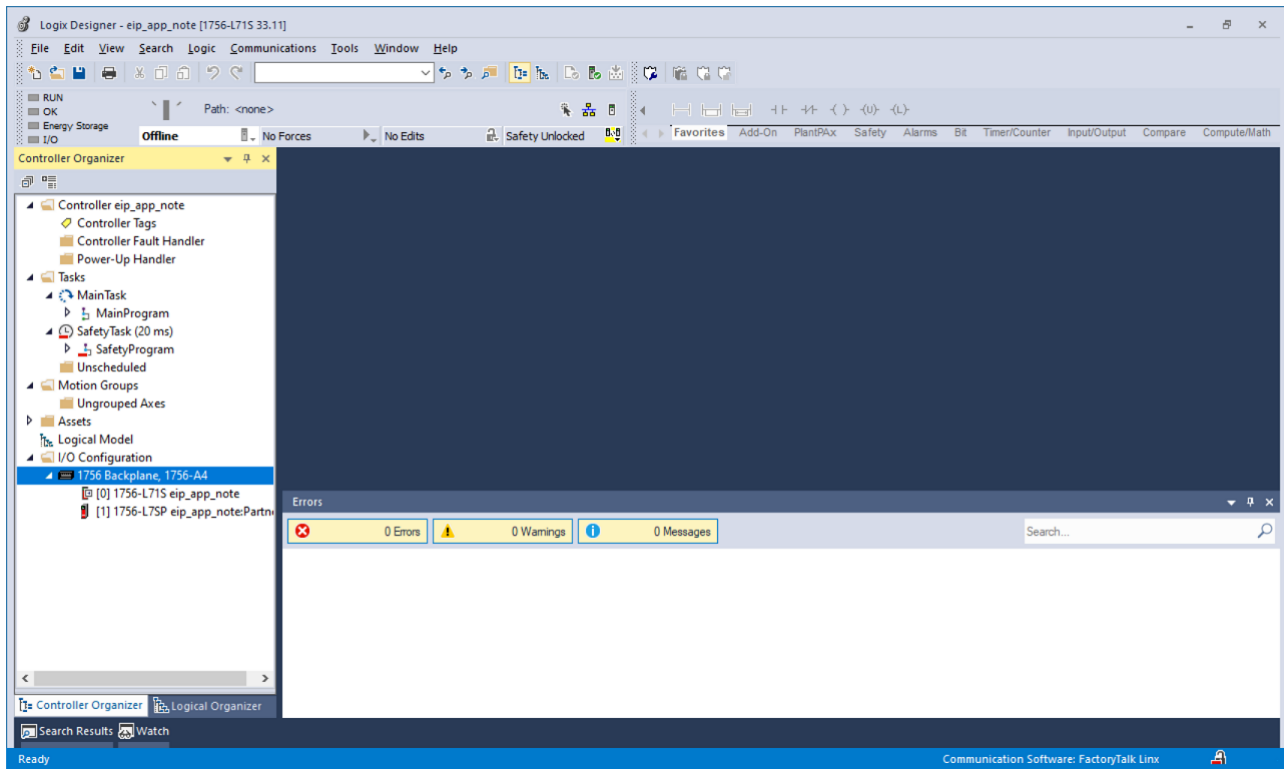 Logix Designer - eip_app_note [1756-L71S 33.11]
File Edit View Search Logic Communications Tools Window Help
RUN
OK
Energy Storage
I/O
Path: <none>
Offline
No Forces
No Edits
Safety Unlocked
Favorites Add-On PlantPAx Safety Alarms Bit Timer/Counter Input/Output Compare Compute/Math
Controller Organizer
Controller eip_app_note
Controller Tags
Controller Fault Handler
Power-Up Handler
Tasks
MainTask
MainProgram
SafetyTask (20 ms)
SafetyProgram
Unscheduled
Motion Groups
Ungrouped Axes
Assets
Logical Model
I/O Configuration
1756 Backplane, 1756-A4
[0] 1756-L71S eip_app_note
[1] 1756-L7SP eip_app_note:Partn
Errors
0 Errors 0 Warnings 0 Messages
Search...
Controller Organizer Logical Organizer
Search Results Watch
Ready
Communication Software: FactoryTalk Linx